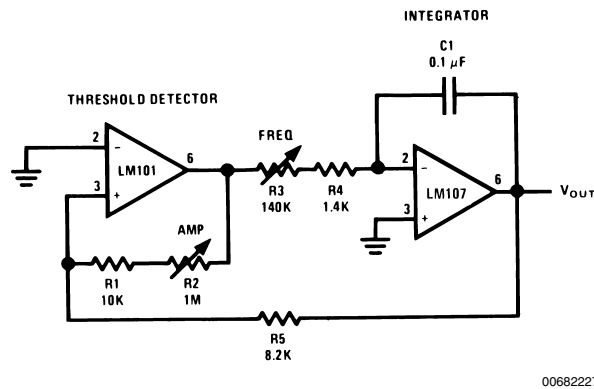 INTEGRATOR
C1
0.1 μF
THRESHOLD DETECTOR
FREQ
2
−
LM101
6
3
+
R3
140K
R4
1.4K
2
−
LM107
6
3
+
VOUT
AMP
R1
10K
R2
1M
R5
8.2K
00682227